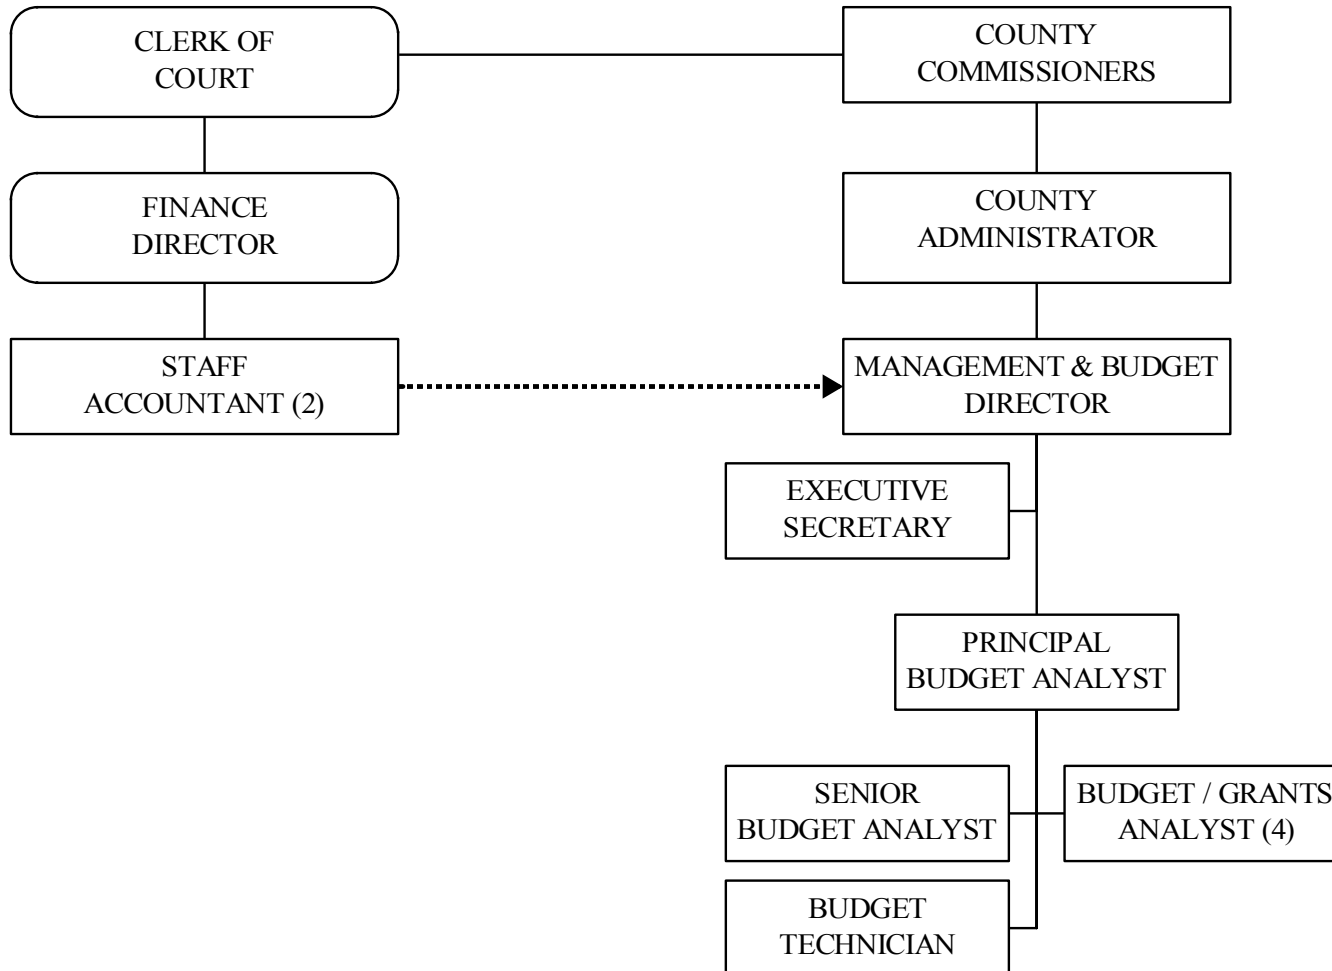 CLERK OF
COURT
COUNTY
COMMISSIONERS
FINANCE
DIRECTOR
COUNTY
ADMINISTRATOR
STAFF
ACCOUNTANT (2)
MANAGEMENT & BUDGET
DIRECTOR
EXECUTIVE
SECRETARY
PRINCIPAL
BUDGET ANALYST
SENIOR
BUDGET ANALYST
BUDGET / GRANTS
ANALYST (4)
BUDGET
TECHNICIAN